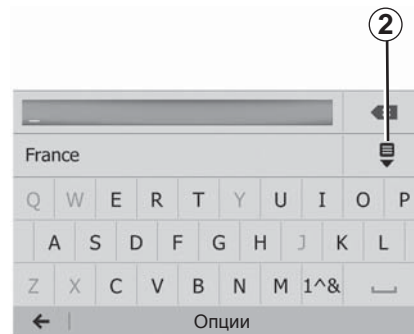 2
_
France
Q W E R T Y U I O P
A S D F G H J K L
Z X C V B N M 1^&
Опции